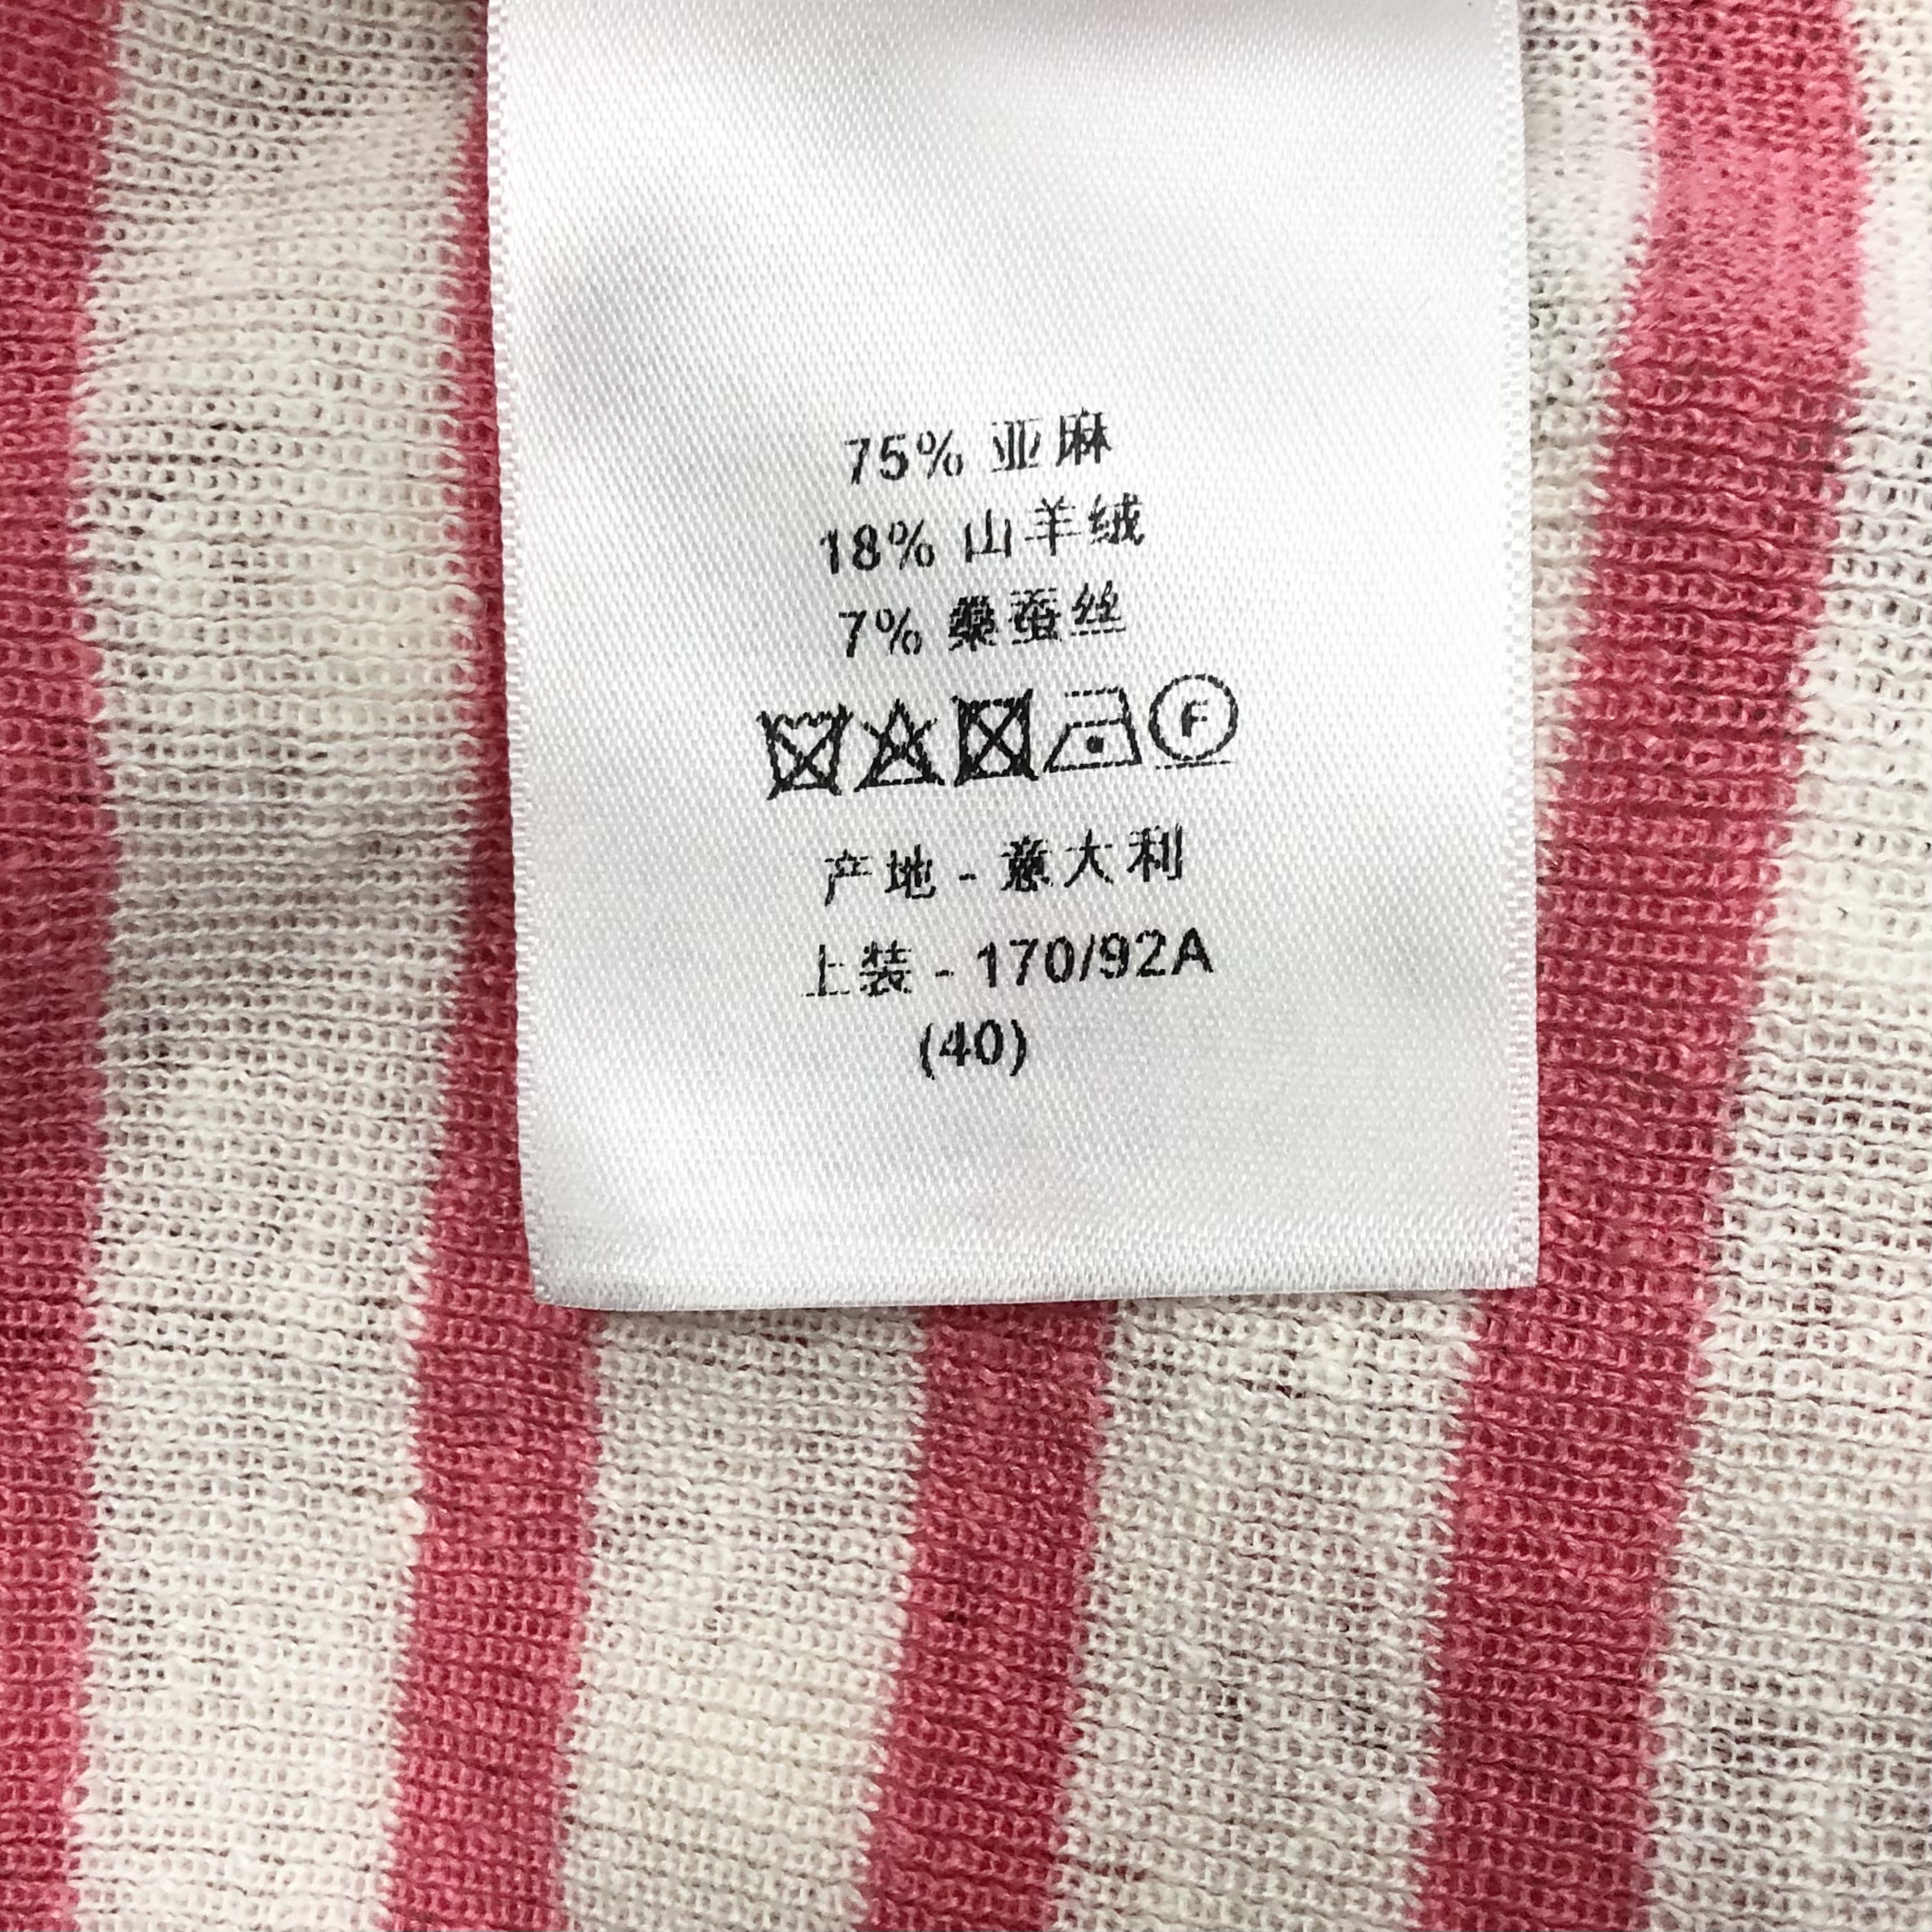 75% 亚麻
18% 山羊绒
7% 桑蚕丝
F
产地 - 意大利
上装 - 170/92A
(40)